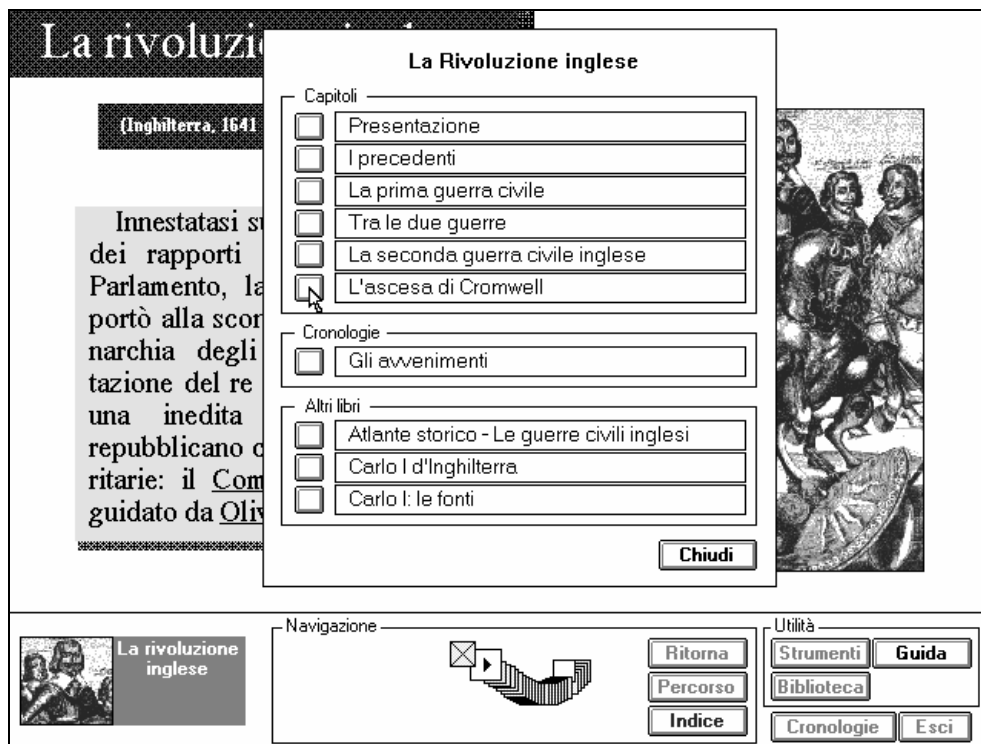 La rivoluzi
(Inghilterra, 1641
Innestatasi su
dei rapporti
Parlamento, la
portò alla scon
narchia degli
tazione del re
una inedita
repubblicano c
ritarie: il Com
guidato da Oliv
La Rivoluzione inglese
Capitoli
Presentazione
I precedenti
La prima guerra civile
Tra le due guerre
La seconda guerra civile inglese
L'ascesa di Cromwell
Cronologie
Gli avvenimenti
Altri libri
Atlante storico - Le guerre civili inglesi
Carlo I d'Inghilterra
Carlo I: le fonti
Chiudi
La rivoluzione
inglese
Navigazione
Ritorna
Percorso
Indice
Utilità
Strumenti Guida
Biblioteca
Cronologie Esci